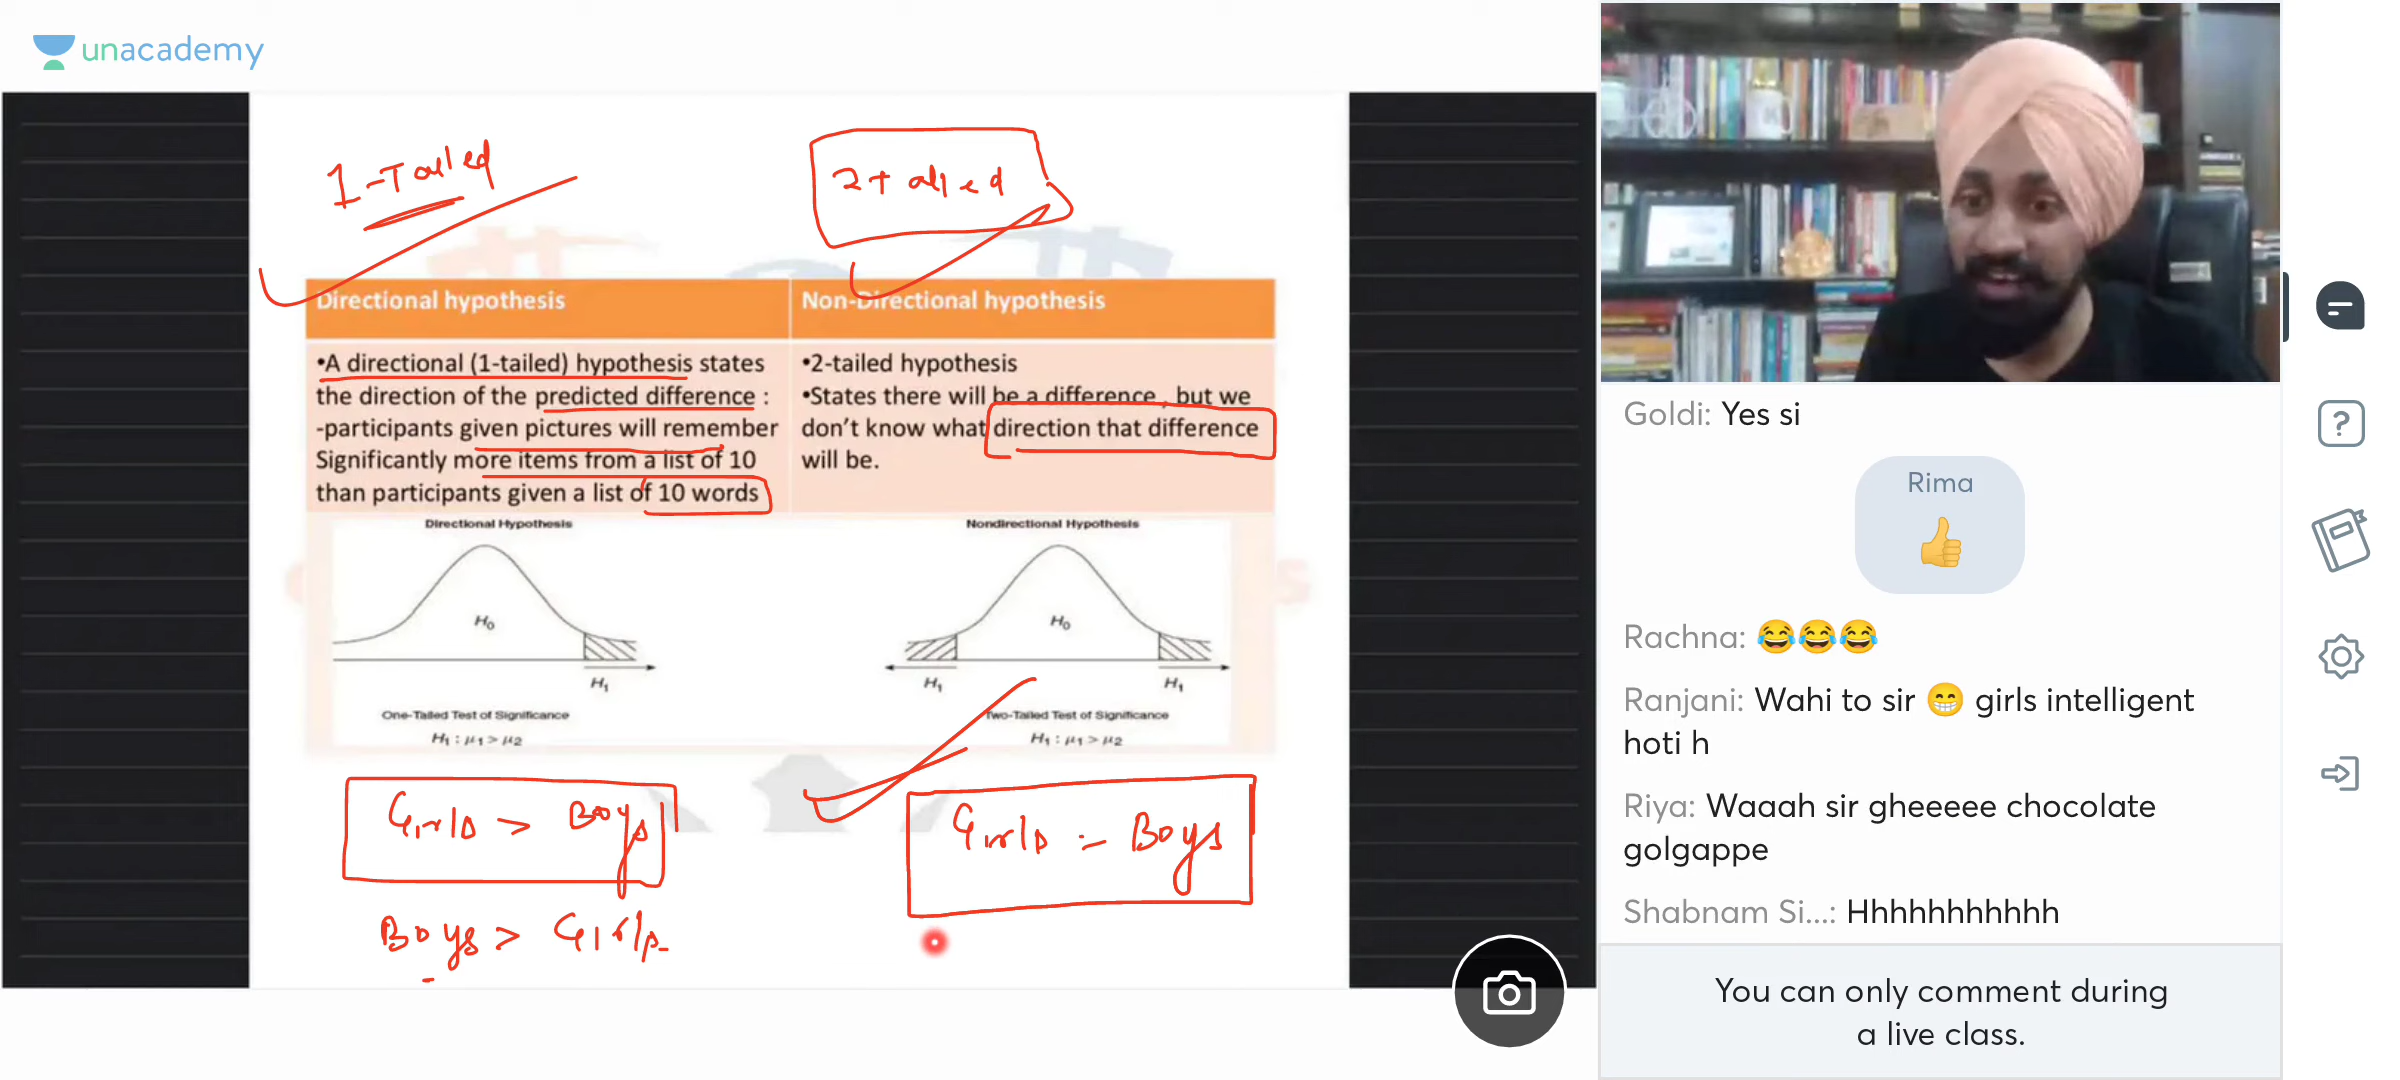 unacademy
1-Tailed
2 Tailed
Directional hypothesis
Non-Directional hypothesis
•A directional (1-tailed) hypothesis states
the direction of the predicted difference :
-participants given pictures will remember
Significantly more items from a list of 10
than participants given a list of 10 words
•2-tailed hypothesis
•States there will be a difference , but we
don't know what direction that difference
will be.
Directional Hypothesis
H₀
H₁
One-Tailed Test of Significance
H₁ : μ₁ > μ₂
Nondirectional Hypothesis
H₀
H₁
H₁
Two-Tailed Test of Significance
H₁ : μ₁ > μ₂
Girls > Boys
Boys > Girls
Girls = Boys
Goldi: Yes si
Rima
👍
Rachna: 😂😂😂
Ranjani: Wahi to sir 😁 girls intelligent
hoti h
Riya: Waaah sir gheeeee chocolate
golgappe
Shabnam Si...: Hhhhhhhhhhh
You can only comment during
a live class.